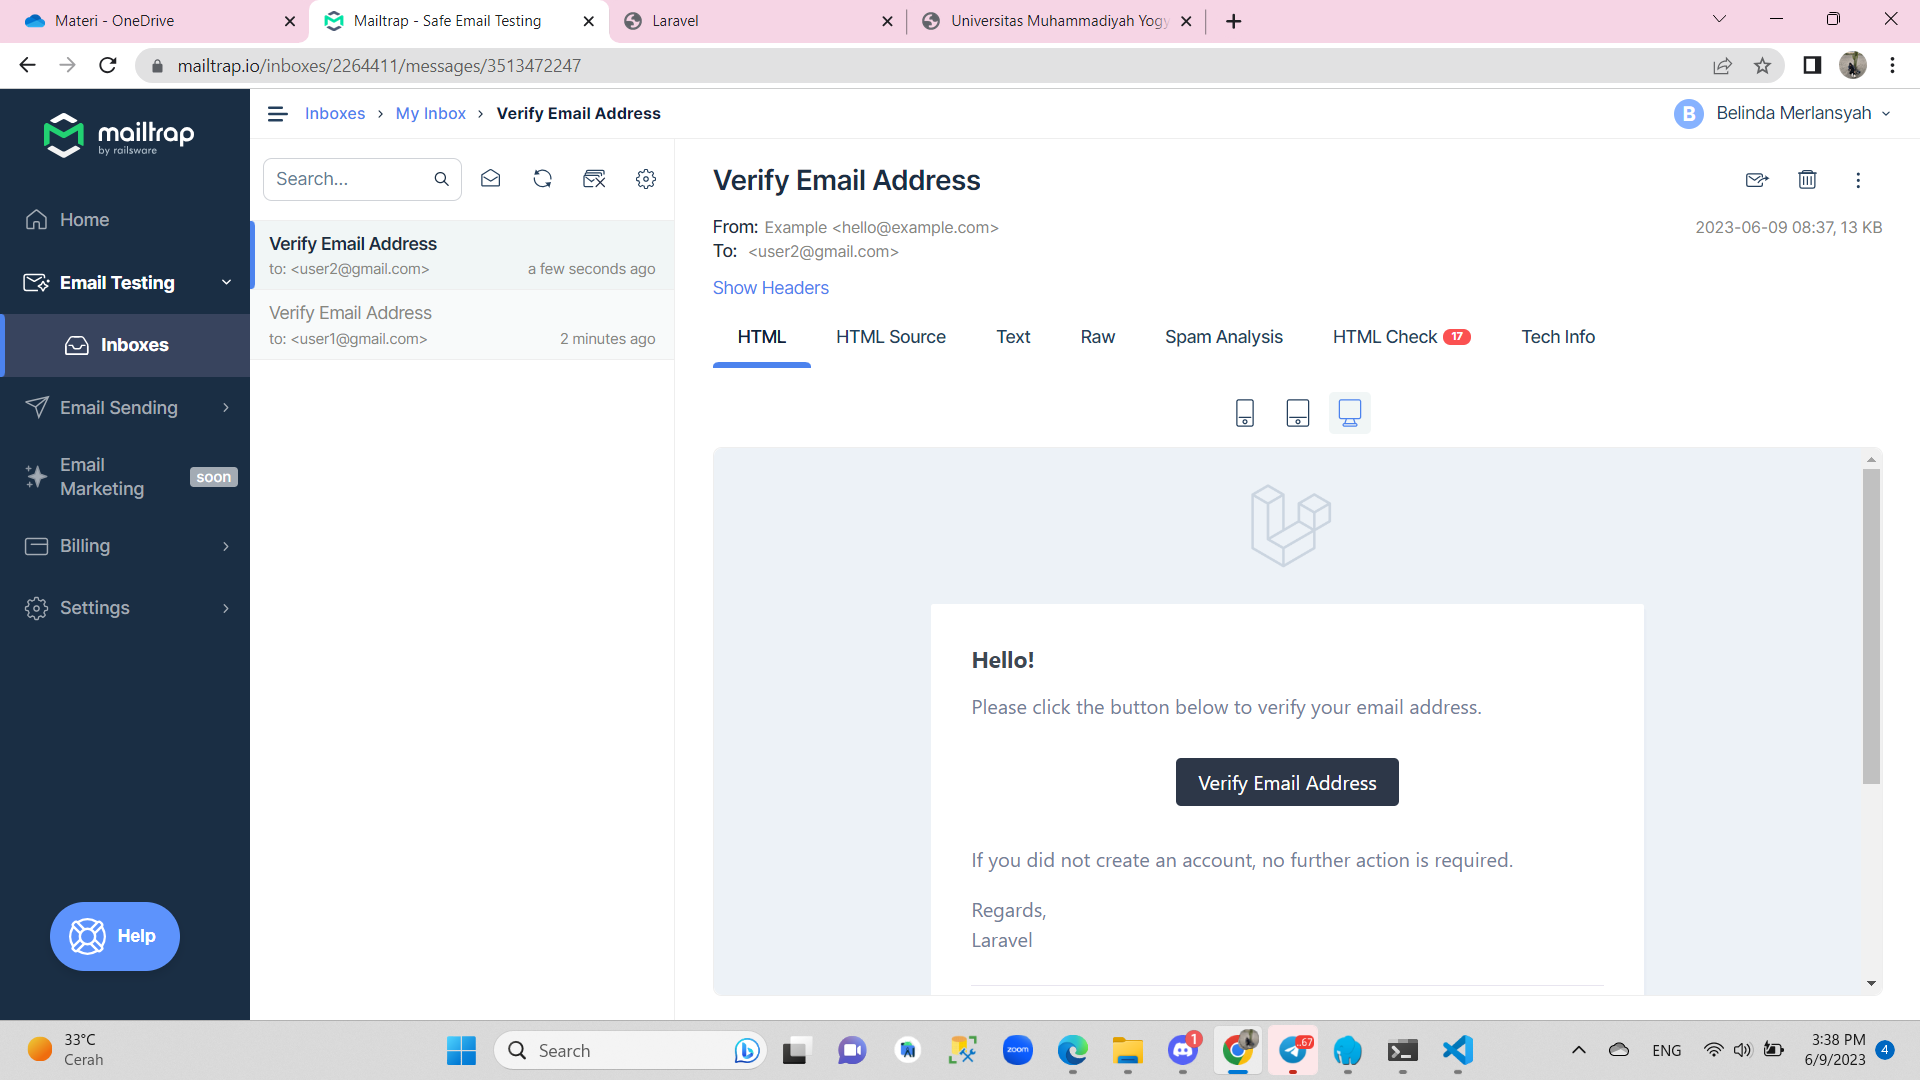 Materi - OneDrive
Mailtrap - Safe Email Testing
Laravel
Universitas Muhammadiyah Yogy
mailtrap.io/inboxes/2264411/messages/3513472247
mailtrap
by railsware
Home
Email Testing
Inboxes
Email Sending
Email
Marketing
soon
Billing
Settings
Help
Inboxes › My Inbox › Verify Email Address
B Belinda Merlansyah
Search...
Verify Email Address
to: <user2@gmail.com> a few seconds ago
Verify Email Address
to: <user1@gmail.com> 2 minutes ago
Verify Email Address
From: Example <hello@example.com> 2023-06-09 08:37, 13 KB
To: <user2@gmail.com>
Show Headers
HTML HTML Source Text Raw Spam Analysis HTML Check 17 Tech Info
Hello!
Please click the button below to verify your email address.
Verify Email Address
If you did not create an account, no further action is required.
Regards,
Laravel
33°C
Cerah
Search
zoom
1
67
ENG
3:38 PM
6/9/2023
4